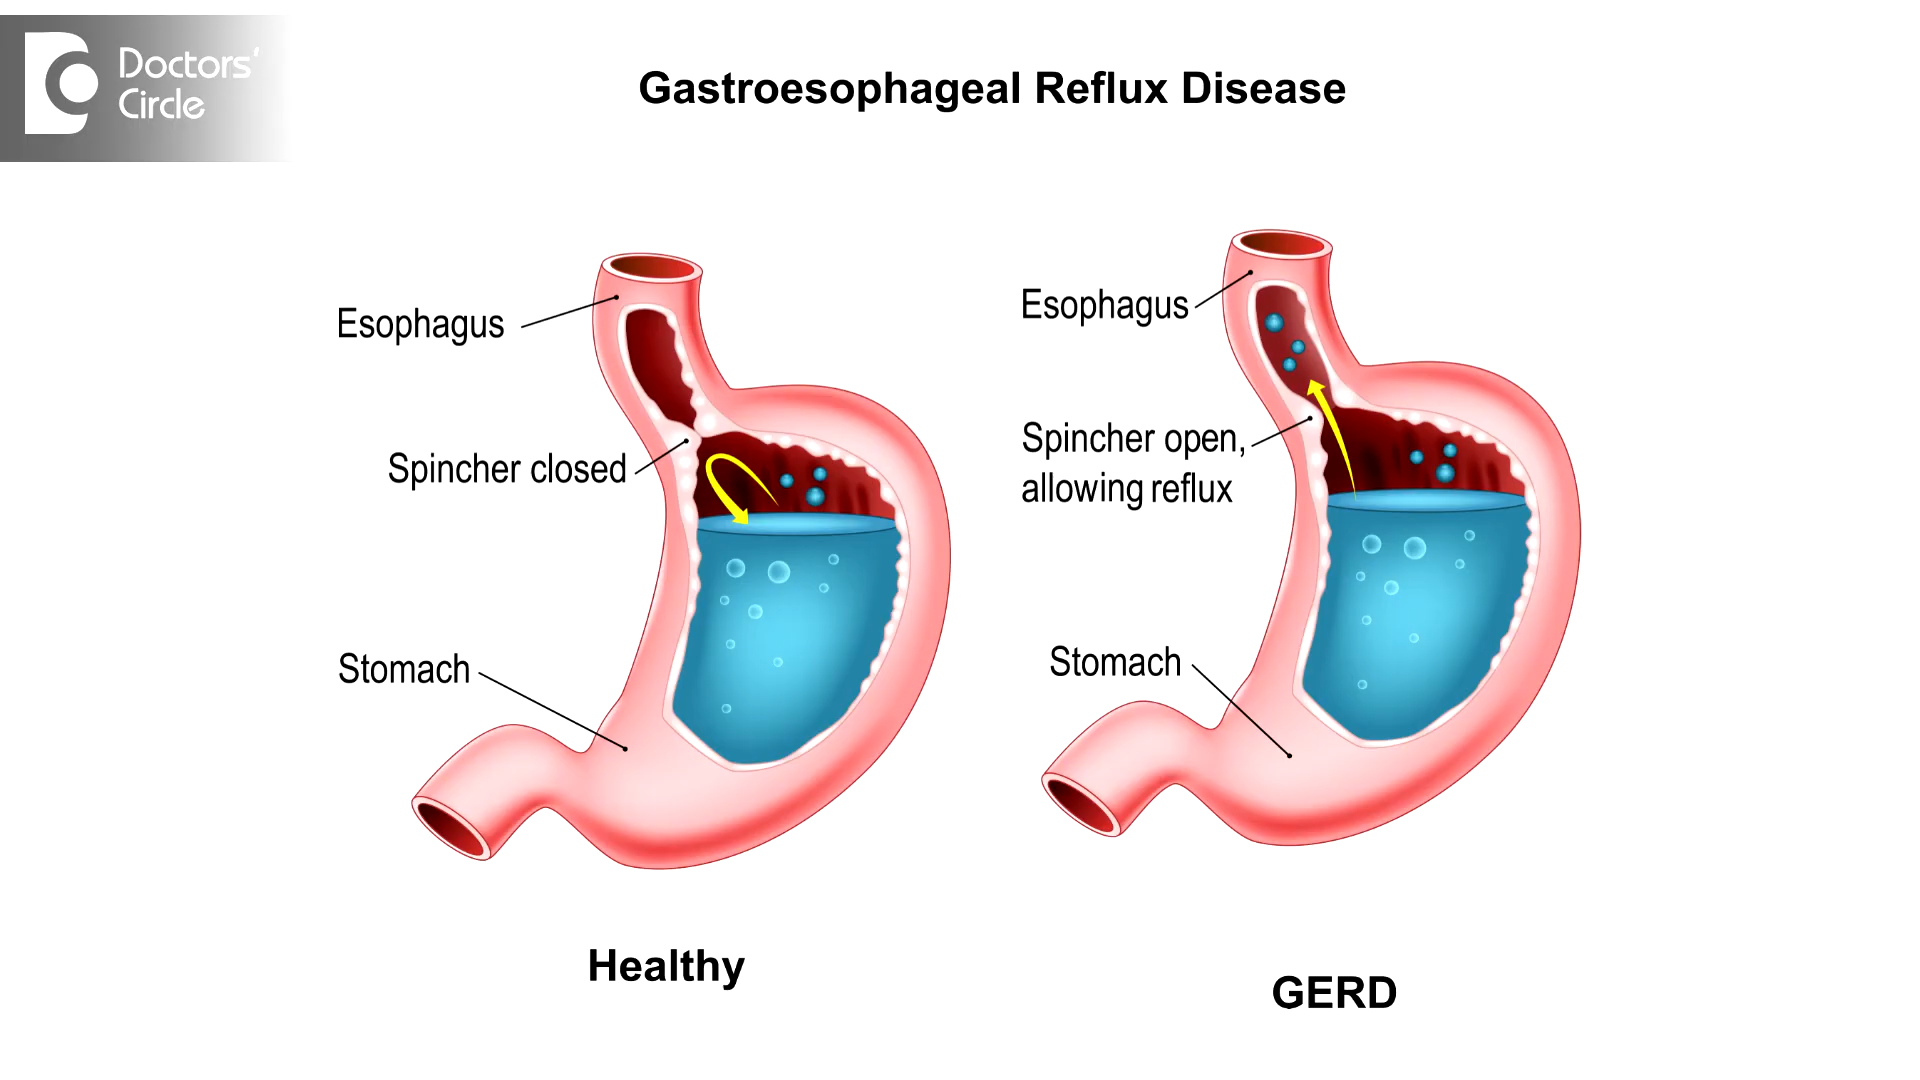 Doctors'
Circle
Gastroesophageal Reflux Disease
Esophagus
Spincher closed
Stomach
Healthy
Esophagus
Spincher open,
allowing reflux
Stomach
GERD